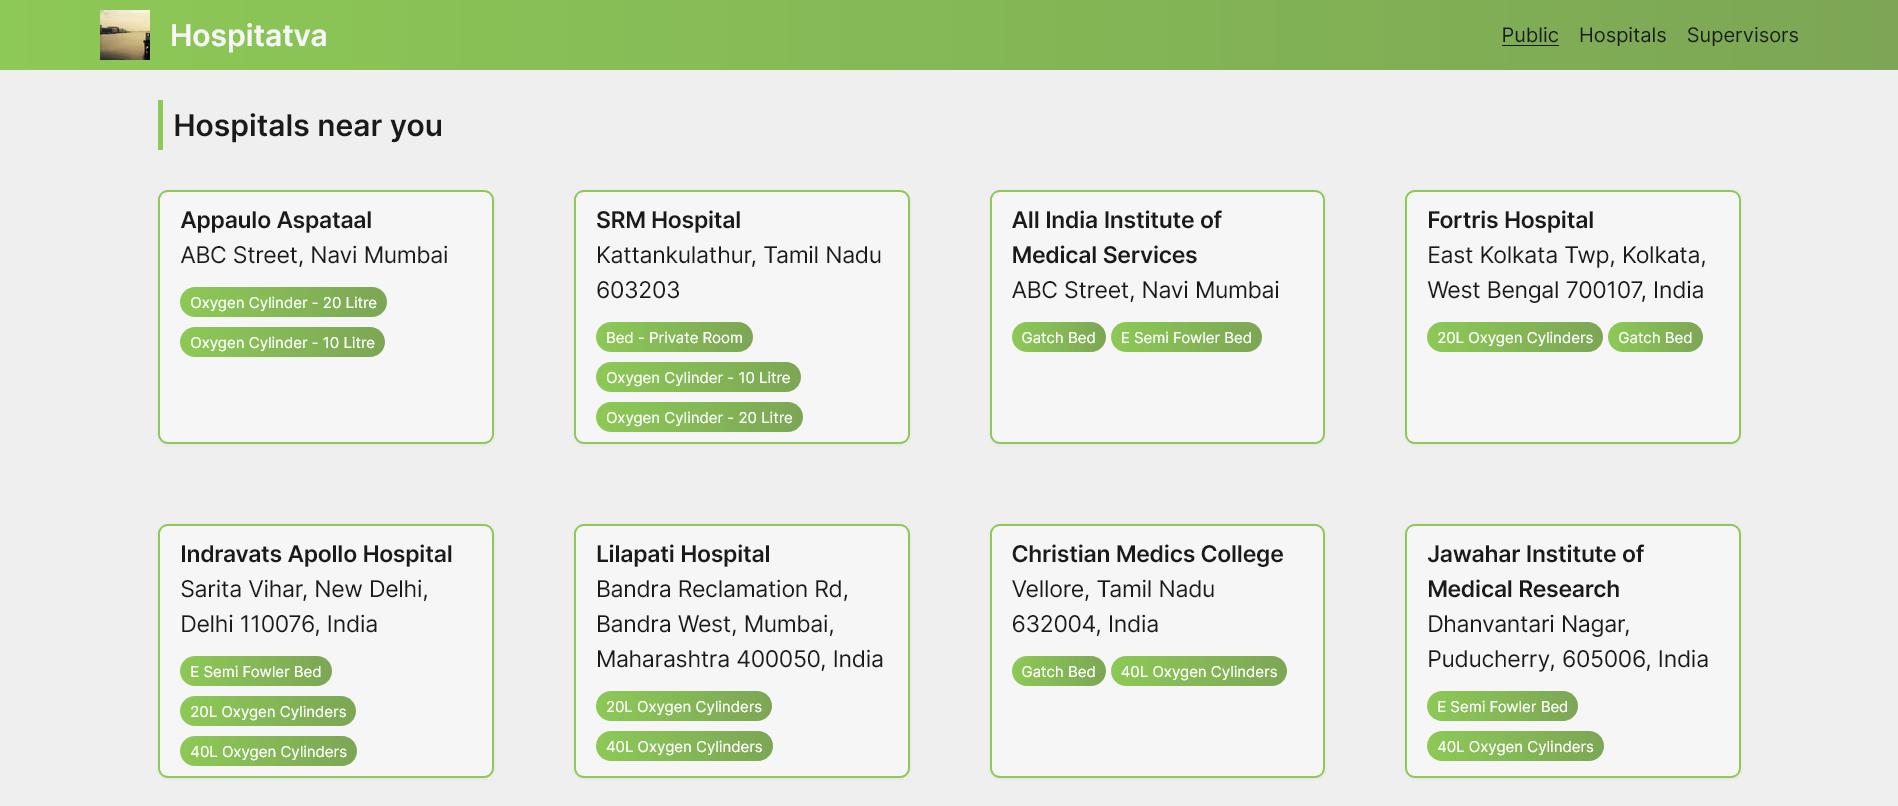 Hospitatva
Public Hospitals Supervisors
Hospitals near you
Appaulo Aspataal
ABC Street, Navi Mumbai
Oxygen Cylinder - 20 Litre
Oxygen Cylinder - 10 Litre
SRM Hospital
Kattankulathur, Tamil Nadu
603203
Bed - Private Room
Oxygen Cylinder - 10 Litre
Oxygen Cylinder - 20 Litre
All India Institute of
Medical Services
ABC Street, Navi Mumbai
Gatch Bed E Semi Fowler Bed
Fortris Hospital
East Kolkata Twp, Kolkata,
West Bengal 700107, India
20L Oxygen Cylinders Gatch Bed
Indravats Apollo Hospital
Sarita Vihar, New Delhi,
Delhi 110076, India
E Semi Fowler Bed
20L Oxygen Cylinders
40L Oxygen Cylinders
Lilapati Hospital
Bandra Reclamation Rd,
Bandra West, Mumbai,
Maharashtra 400050, India
20L Oxygen Cylinders
40L Oxygen Cylinders
Christian Medics College
Vellore, Tamil Nadu
632004, India
Gatch Bed 40L Oxygen Cylinders
Jawahar Institute of
Medical Research
Dhanvantari Nagar,
Puducherry, 605006, India
E Semi Fowler Bed
40L Oxygen Cylinders